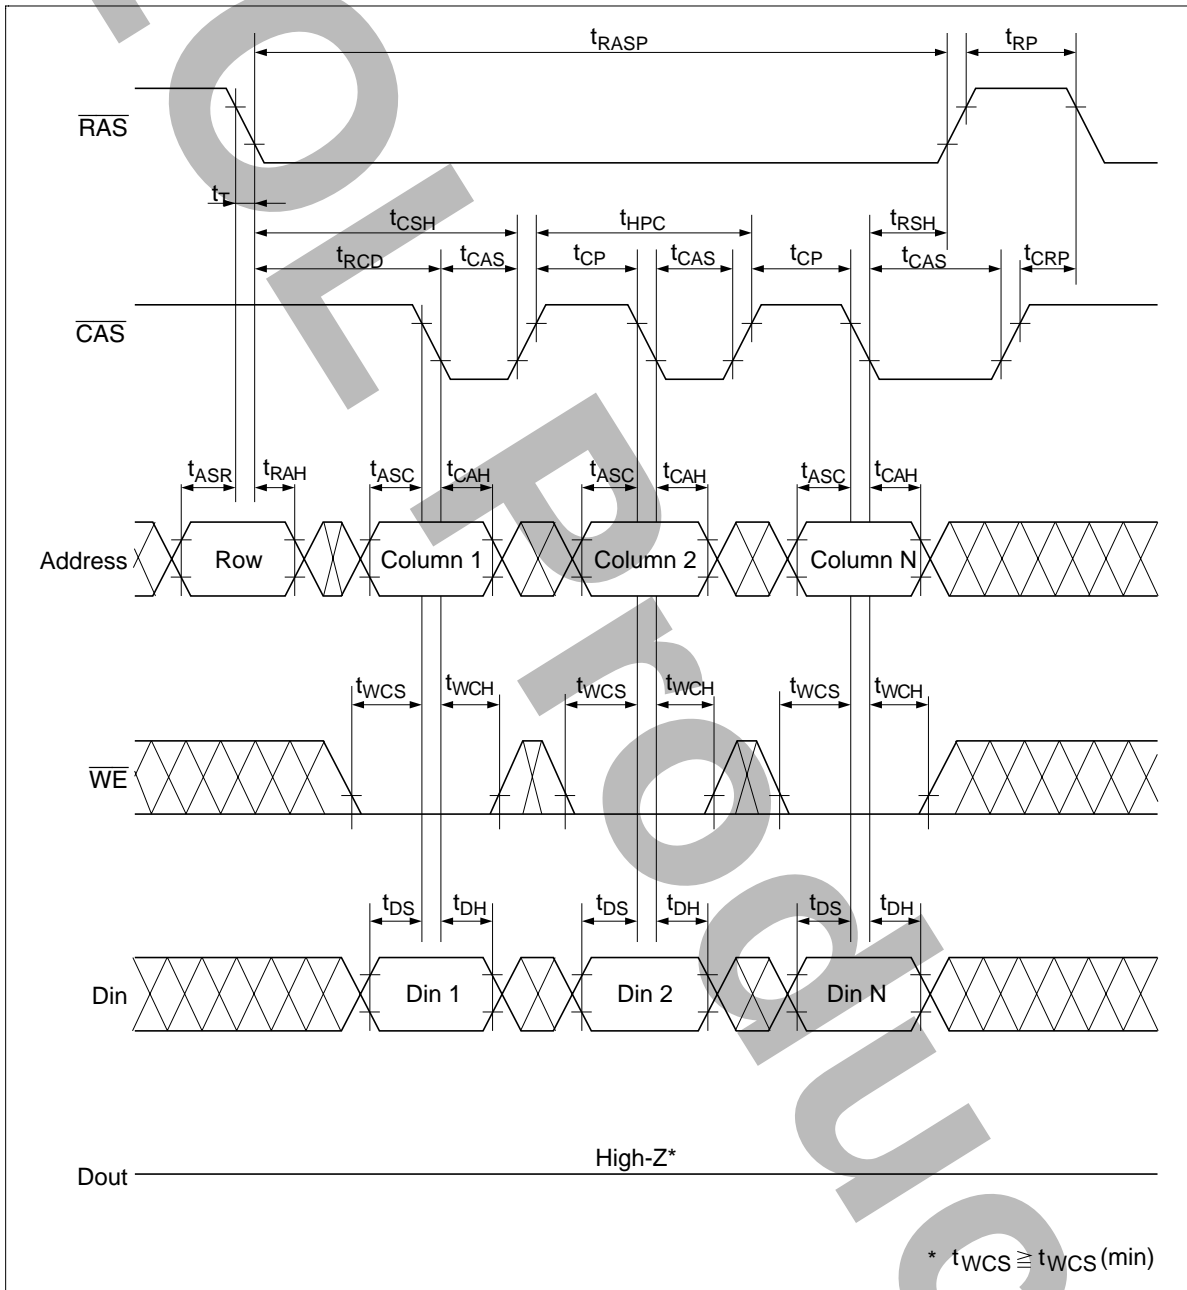 tRASP tRP
RAS
tT
tCSH tHPC tRSH
tRCD tCAS tCP tCAS tCP tCAS tCRP
CAS
tASR tRAH tASC tCAH tASC tCAH tASC tCAH
Address Row Column 1 Column 2 Column N
tWCS tWCH tWCS tWCH tWCS tWCH
WE
tDS tDH tDS tDH tDS tDH
Din Din 1 Din 2 Din N
High-Z*
Dout
* tWCS ≧ tWCS (min)
OL Produc